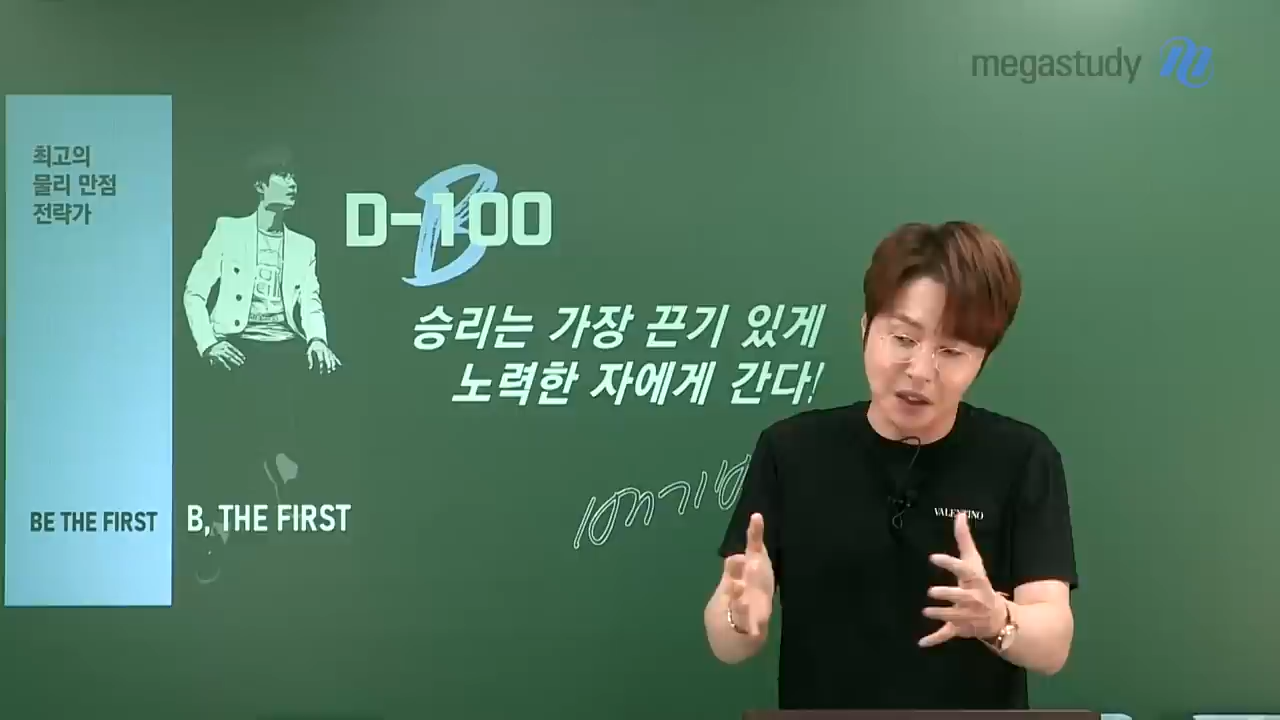 megastudy
최고의
물리 만점
전략가
D-100
B
승리는 가장 끈기 있게
노력한 자에게 간다!
BE THE FIRST
B, THE FIRST
VALENTINO